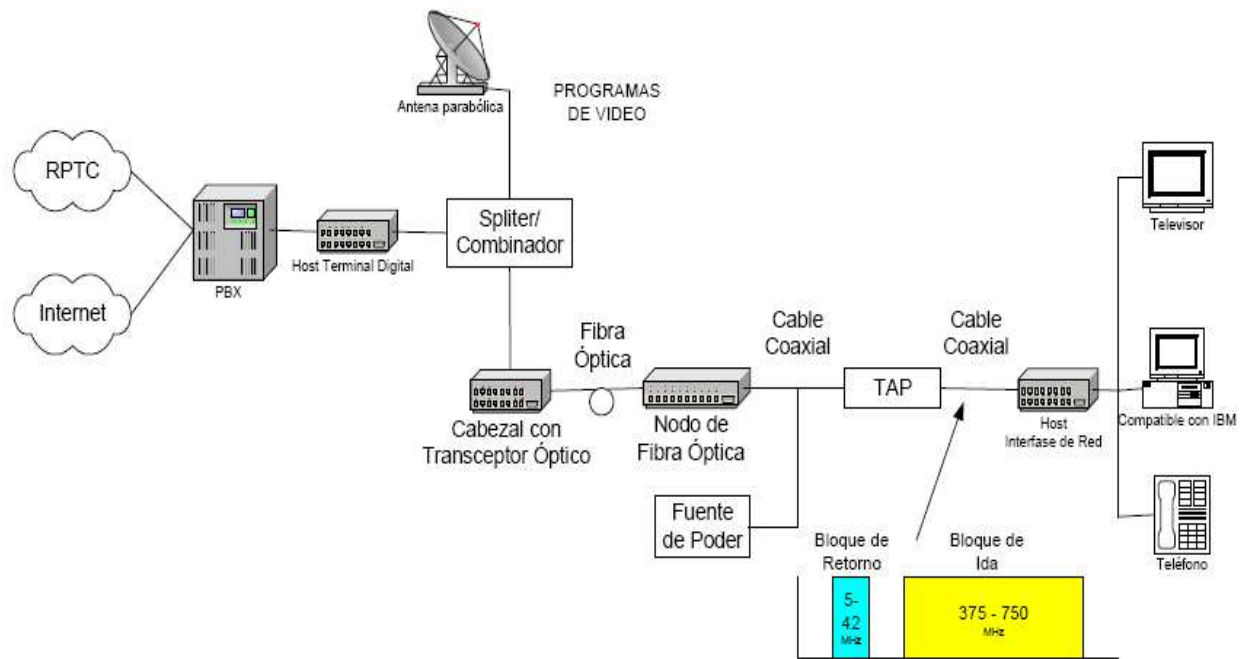 PROGRAMAS
DE VIDEO
Antena parabólica
RPTC
Spliter/
Combinador
Host Terminal Digital
PBX
Internet
Televisor
Fibra
Óptica
Cable
Coaxial
Cable
Coaxial
TAP
Cabezal con
Transceptor Óptico
Nodo de
Fibra Óptica
Host
Interfase de Red
Compatible con IBM
Fuente
de Poder
Bloque de
Retorno
Bloque de
Ida
Teléfono
5-
42
MHz
375 - 750
MHz